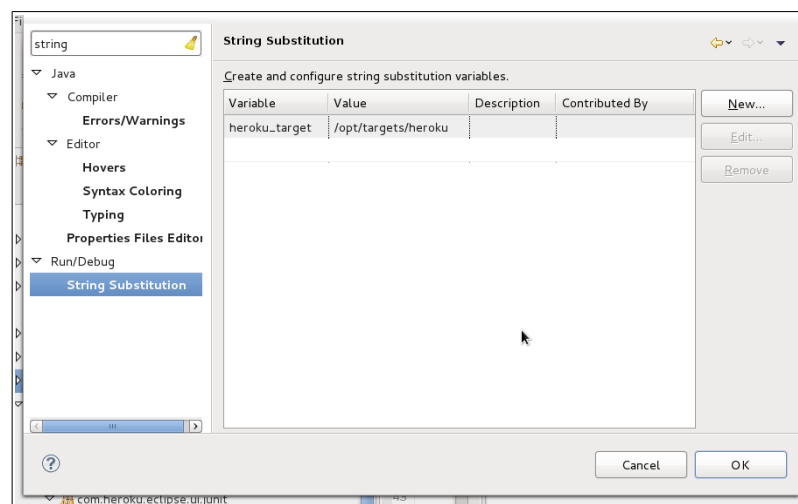 Fi
string
String Substitution
Java
Create and configure string substitution variables.
Compiler
Variable Value Description Contributed By
New...
Errors/Warnings
heroku_target /opt/targets/heroku
Editor
Edit...
Hovers
Remove
Syntax Coloring
Typing
Properties Files Editor
Run/Debug
String Substitution
Cancel
OK
com.heroku.eclipse.ui.junit
43